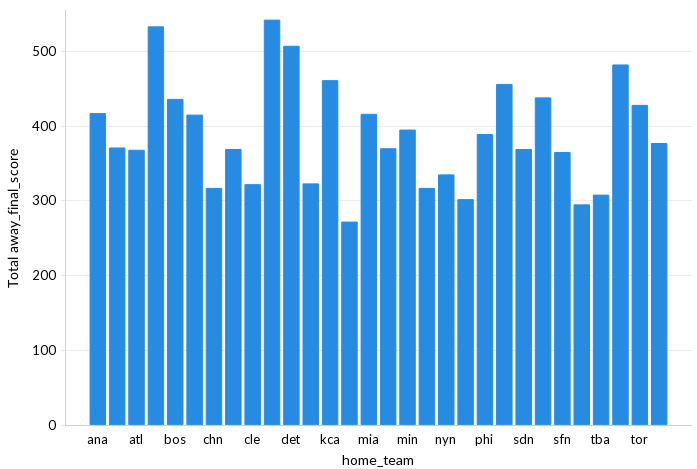 Total away_final_score
500
400
300
200
100
0
ana atl bos chn cle det kca mia min nyn phi sdn sfn tba tor
home_team